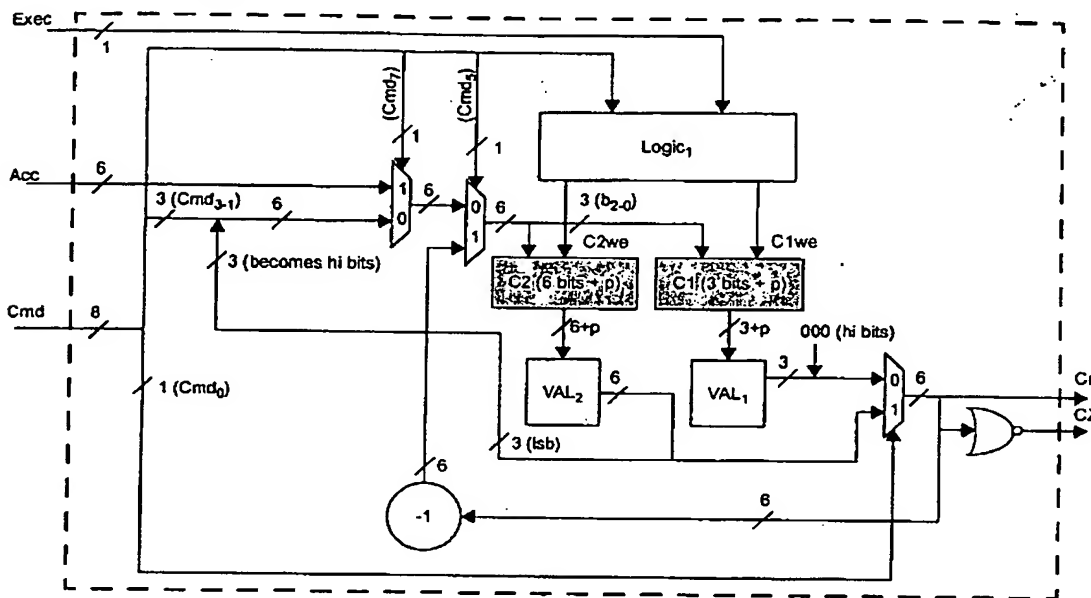 Exec
1
(Cmd7)
(Cmd5)
1
1
Logic1
Acc
6
3 (Cmd3-1)
6
1
0
6
0
1
6
3 (b2-0)
C2we
C1we
3 (becomes hi bits)
C2 (6 bits + p)
C1 (3 bits + p)
Cmd
8
6+p
3+p
000 (hi bits)
1 (Cmd0)
VAL2
6
VAL1
3
0
1
6
3 (lsb)
6
-1
6